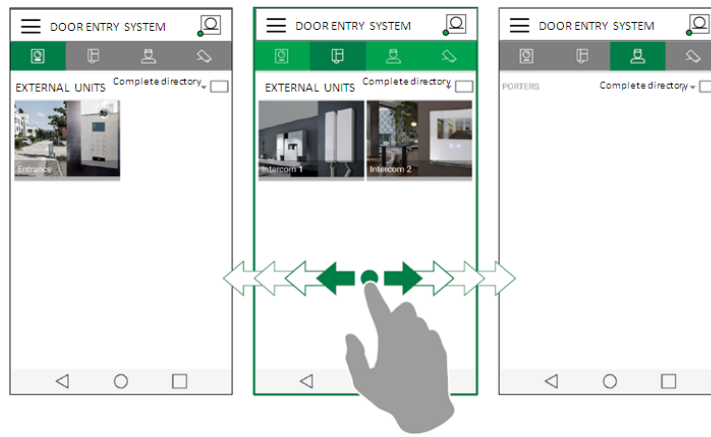 DOOR ENTRY SYSTEM
EXTERNAL UNITS Complete directory
Entrance
DOOR ENTRY SYSTEM
EXTERNAL UNITS Complete directory
Intercom 1 Intercom 2
DOOR ENTRY SYSTEM
PORTERS Complete directory